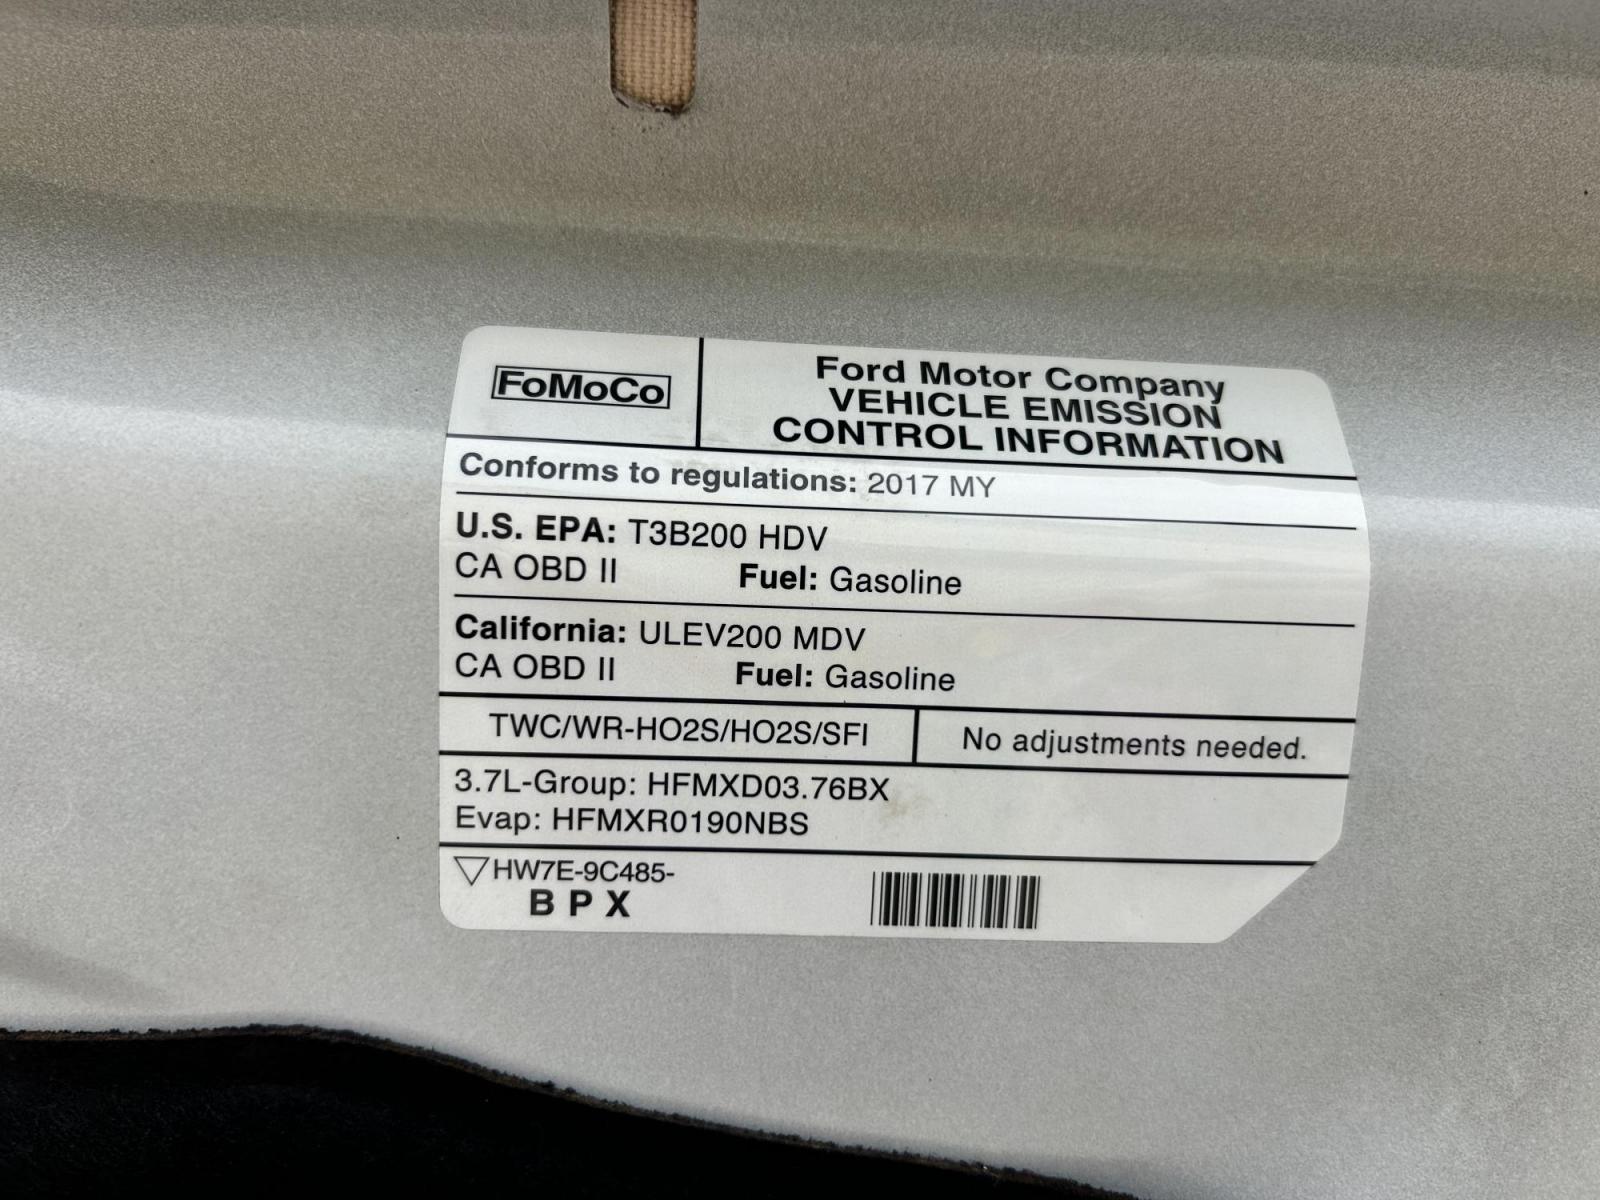 FoMoCo
Ford Motor Company
VEHICLE EMISSION
CONTROL INFORMATION
Conforms to regulations: 2017 MY
U.S. EPA: T3B200 HDV
CA OBD II Fuel: Gasoline
California: ULEV200 MDV
CA OBD II Fuel: Gasoline
TWC/WR-HO2S/HO2S/SFI
No adjustments needed.
3.7L-Group: HFMXD03.76BX
Evap: HFMXR0190NBS
HW7E-9C485-
B P X